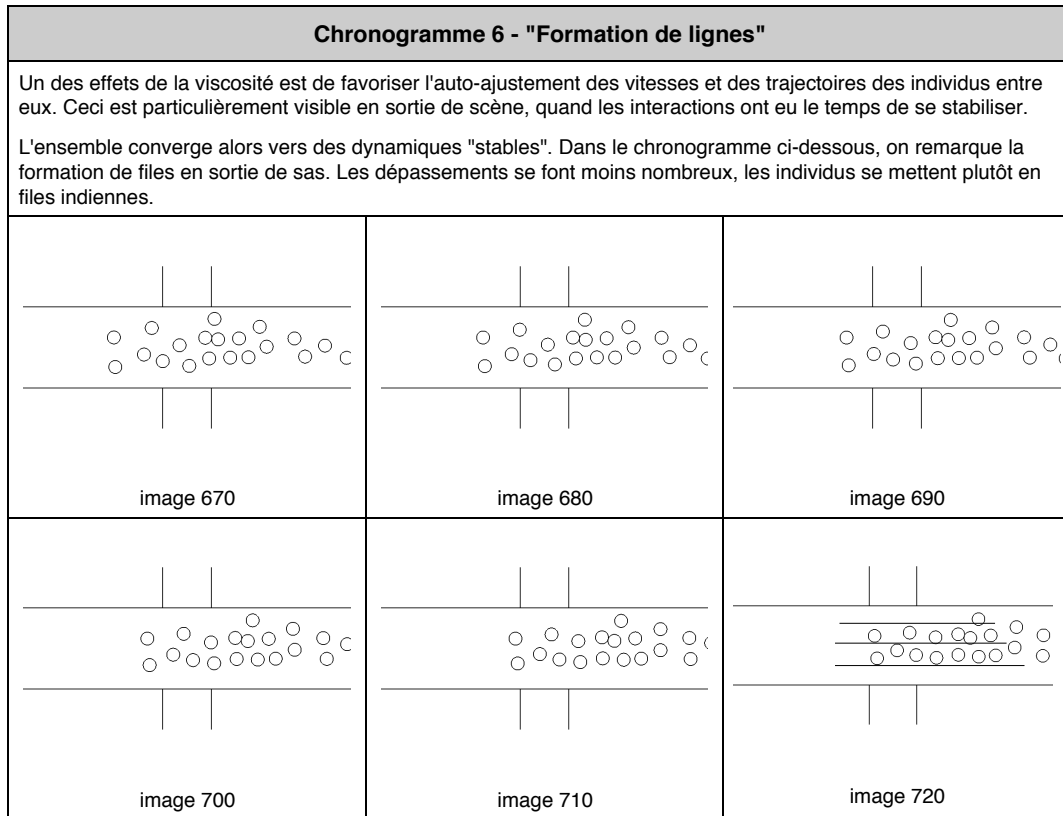 Chronogramme 6 - "Formation de lignes"
Un des effets de la viscosité est de favoriser l'auto-ajustement des vitesses et des trajectoires des individus entre
eux. Ceci est particulièrement visible en sortie de scène, quand les interactions ont eu le temps de se stabiliser.
L'ensemble converge alors vers des dynamiques "stables". Dans le chronogramme ci-dessous, on remarque la
formation de files en sortie de sas. Les dépassements se font moins nombreux, les individus se mettent plutôt en
files indiennes.
image 670
image 680
image 690
image 700
image 710
image 720